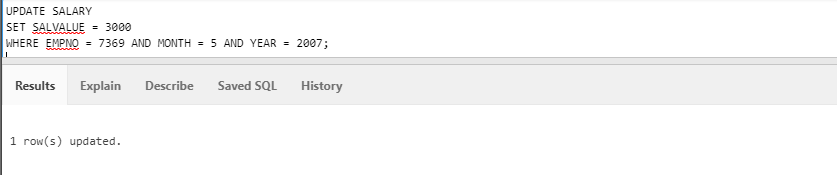 UPDATE SALARY
SET SALVALUE = 3000
WHERE EMPNO = 7369 AND MONTH = 5 AND YEAR = 2007;
Results Explain Describe Saved SQL History
1 row(s) updated.